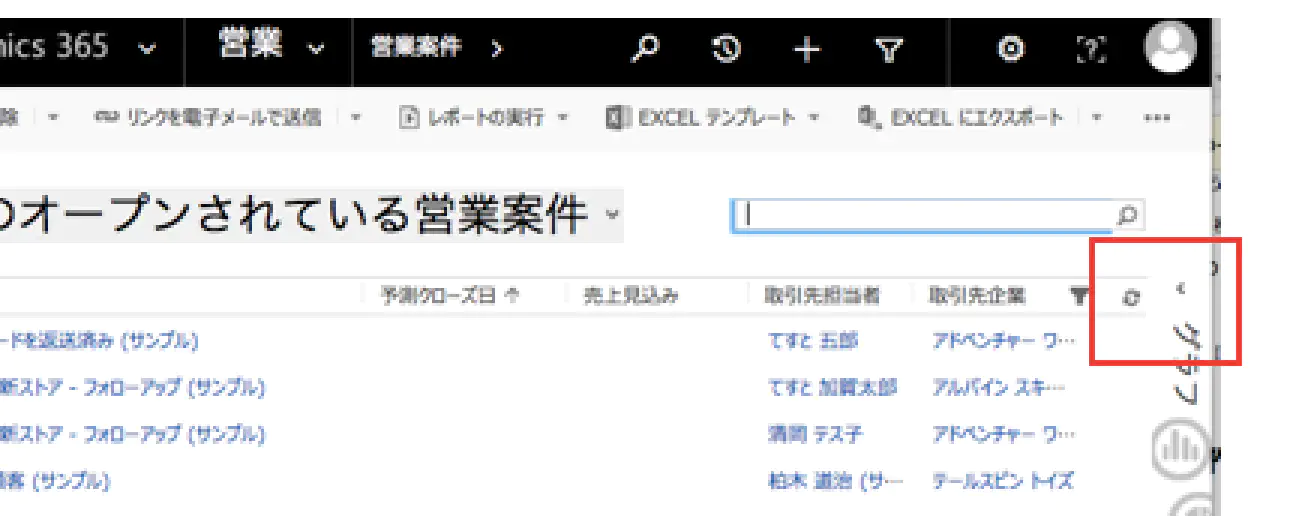 ics 365 営業 営業案件
除 リンクを電子メールで送信 レポートの実行 EXCEL テンプレート EXCEL にエクスポート ...
のオープンされている営業案件
予測クローズ日 売上見込み 取引先担当者 取引先企業
ードを返送済み (サンプル) てすと 五郎 アドベンチャー ワ…
新ストア - フォローアップ (サンプル) てすと 加賀太郎 アルパイン スキ…
新ストア - フォローアップ (サンプル) 清岡 テス子 アドベンチャー ワ…
客 (サンプル) 柏木 道治 (サ… テールスピン トイズ
グラフ